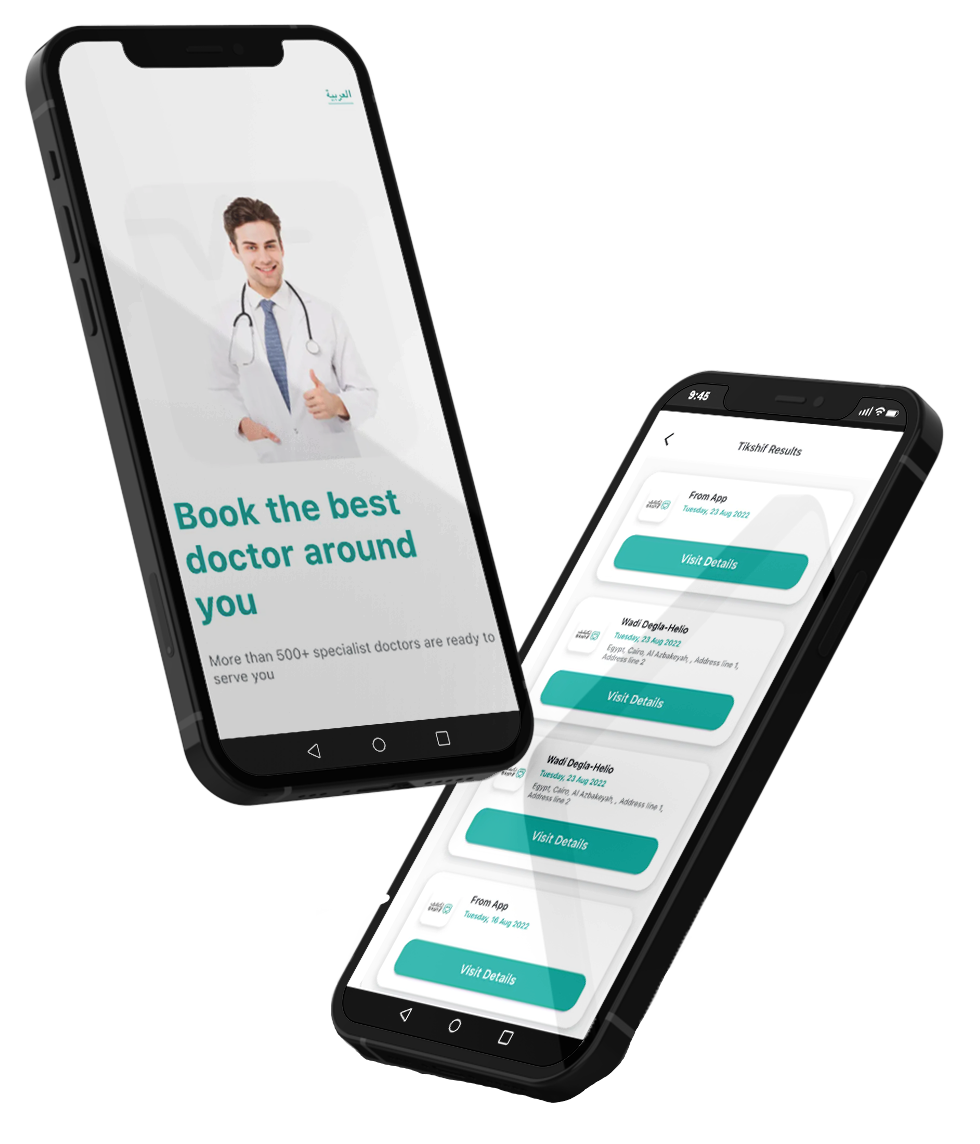 العربية
Book the best
doctor around
you
More than 500+ specialist doctors are ready to
serve you
9:45
Tikshif Results
From App
Tuesday, 23 Aug 2022
Visit Details
Wadi Degla-Helio
Tuesday, 23 Aug 2022
Egypt, Cairo, Al Azbakeyah, , Address line 1,
Address line 2
Visit Details
Wadi Degla-Helio
Tuesday, 23 Aug 2022
Egypt, Cairo, Al Azbakeyah, , Address line 1,
Address line 2
Visit Details
From App
Tuesday, 16 Aug 2022
Visit Details